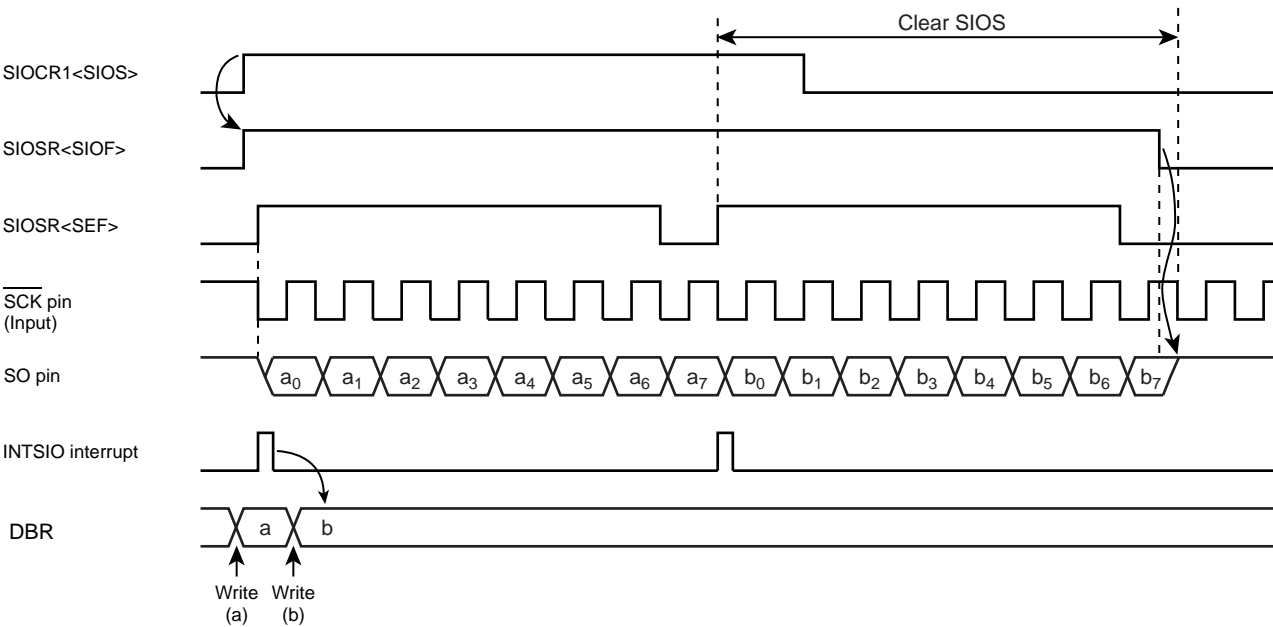 Clear SIOS
SIOCR1<SIOS>
SIOSR<SIOF>
SIOSR<SEF>
SCK pin
(Input)
SO pin
a0 a1 a2 a3 a4 a5 a6 a7 b0 b1 b2 b3 b4 b5 b6 b7
INTSIO interrupt
DBR
a b
Write Write
(a) (b)